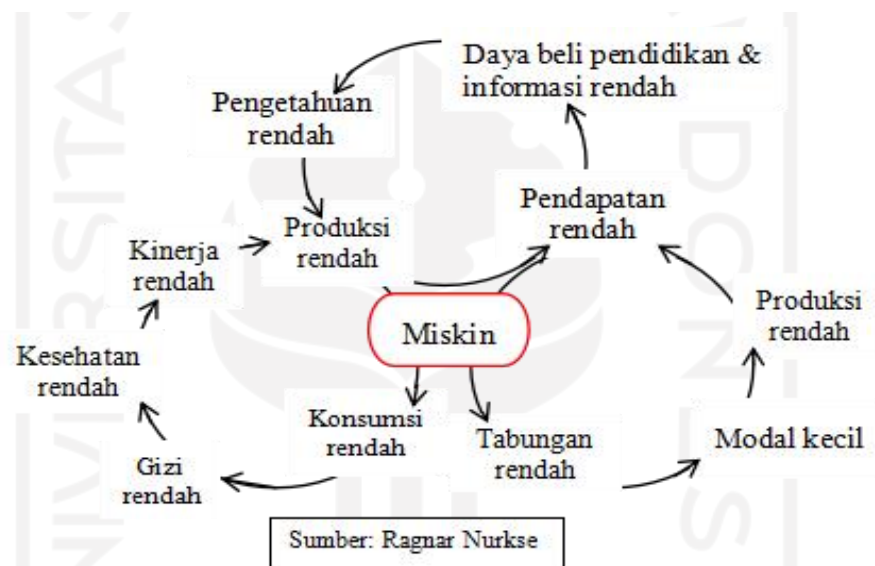 Daya beli pendidikan &
informasi rendah
Pengetahuan
rendah
Pendapatan
rendah
Produksi
rendah
Kinerja
rendah
Produksi
rendah
Miskin
Kesehatan
rendah
Konsumsi
rendah
Tabungan
rendah
Modal kecil
Gizi
rendah
Sumber: Ragnar Nurkse